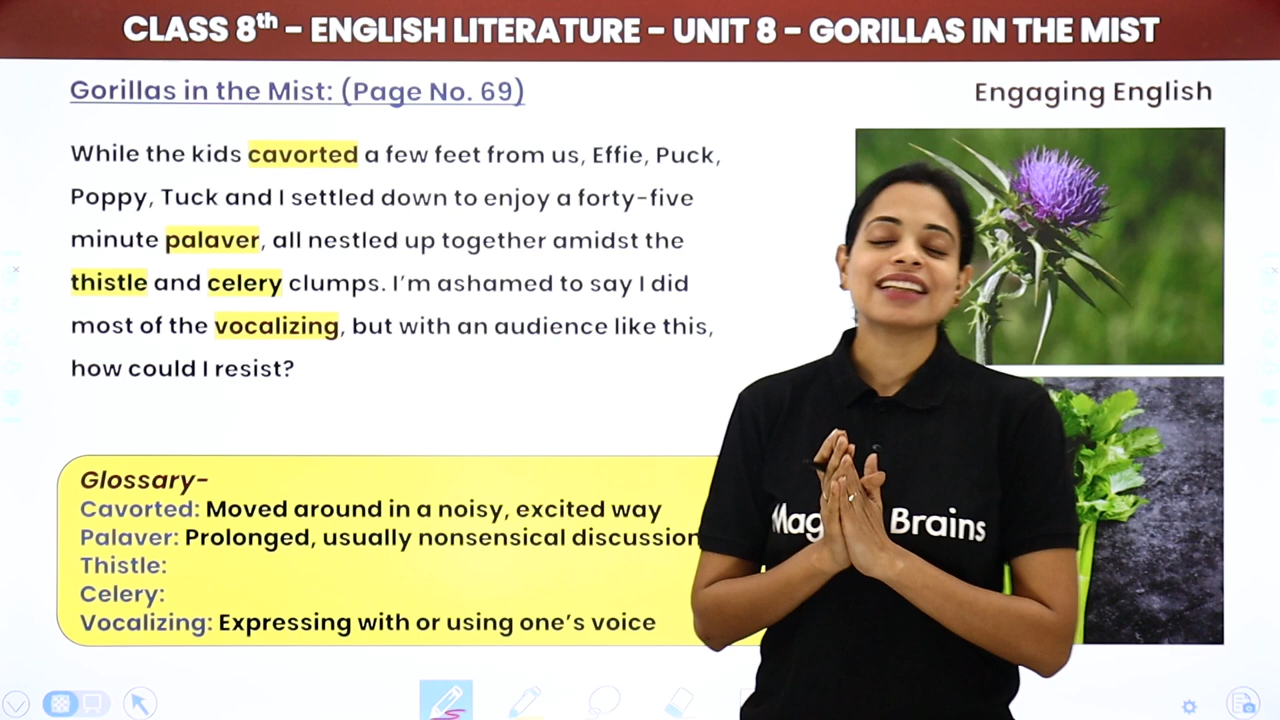 CLASS 8th – ENGLISH LITERATURE – UNIT 8 – GORILLAS IN THE MIST
Gorillas in the Mist: (Page No. 69)
Engaging English
While the kids cavorted a few feet from us, Effie, Puck,
Poppy, Tuck and I settled down to enjoy a forty-five
minute palaver, all nestled up together amidst the
thistle and celery clumps. I'm ashamed to say I did
most of the vocalizing, but with an audience like this,
how could I resist?
Glossary-
Cavorted: Moved around in a noisy, excited way
Palaver: Prolonged, usually nonsensical discussion
Thistle:
Celery:
Vocalizing: Expressing with or using one's voice
Brains